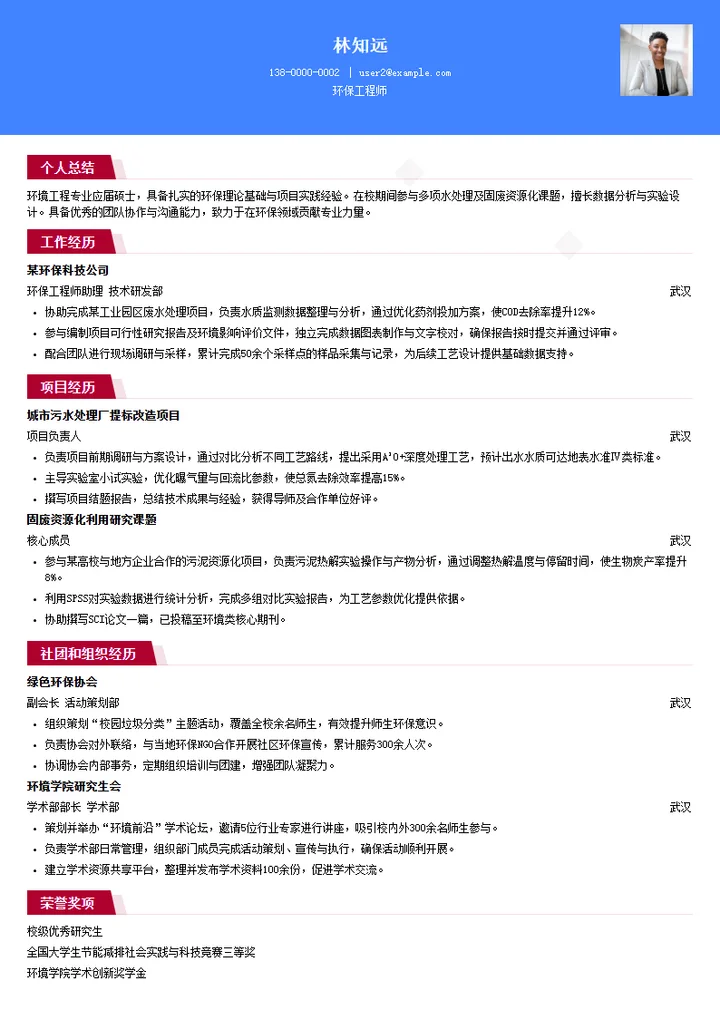 林知远
138-0000-0002 | user2@example.com
环保工程师
个人总结
环境工程专业应届硕士，具备扎实的环保理论基础与项目实践经验。在校期间参与多项水处理及固废资源化课题，擅长数据分析与实验设
计。具备优秀的团队协作与沟通能力，致力于在环保领域贡献专业力量。
工作经历
某环保科技公司
环保工程师助理 技术研发部 武汉
• 协助完成某工业园区废水处理项目，负责水质监测数据整理与分析，通过优化药剂投加方案，使COD去除率提升12%。
• 参与编制项目可行性研究报告及环境影响评价文件，独立完成数据图表制作与文字校对，确保报告按时提交并通过评审。
• 配合团队进行现场调研与采样，累计完成50余个采样点的样品采集与记录，为后续工艺设计提供基础数据支持。
项目经历
城市污水处理厂提标改造项目
项目负责人 武汉
• 负责项目前期调研与方案设计，通过对比分析不同工艺路线，提出采用A²O+深度处理工艺，预计出水水质可达地表水准Ⅳ类标准。
• 主导实验室小试实验，优化曝气量与回流比参数，使总氮去除效率提高15%。
• 撰写项目结题报告，总结技术成果与经验，获得导师及合作单位好评。
固废资源化利用研究课题
核心成员 武汉
• 参与某高校与地方企业合作的污泥资源化项目，负责污泥热解实验操作与产物分析，通过调整热解温度与停留时间，使生物炭产率提升
8%。
• 利用SPSS对实验数据进行统计分析，完成多组对比实验报告，为工艺参数优化提供依据。
• 协助撰写SCI论文一篇，已投稿至环境类核心期刊。
社团和组织经历
绿色环保协会
副会长 活动策划部 武汉
• 组织策划“校园垃圾分类”主题活动，覆盖全校余名师生，有效提升师生环保意识。
• 负责协会对外联络，与当地环保NGO合作开展社区环保宣传，累计服务300余人次。
• 协调协会内部事务，定期组织培训与团建，增强团队凝聚力。
环境学院研究生会
学术部部长 学术部 武汉
• 策划并举办“环境前沿”学术论坛，邀请5位行业专家进行讲座，吸引校内外300余名师生参与。
• 负责学术部日常管理，组织部门成员完成活动策划、宣传与执行，确保活动顺利开展。
• 建立学术资源共享平台，整理并发布学术资料100余份，促进学术交流。
荣誉奖项
校级优秀研究生
全国大学生节能减排社会实践与科技竞赛三等奖
环境学院学术创新奖学金